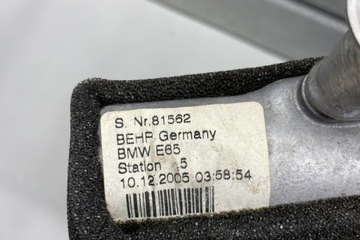 S. Nr.81562
BEHR Germany
BMW E65
Station 5
10.12.2005 03:58:54